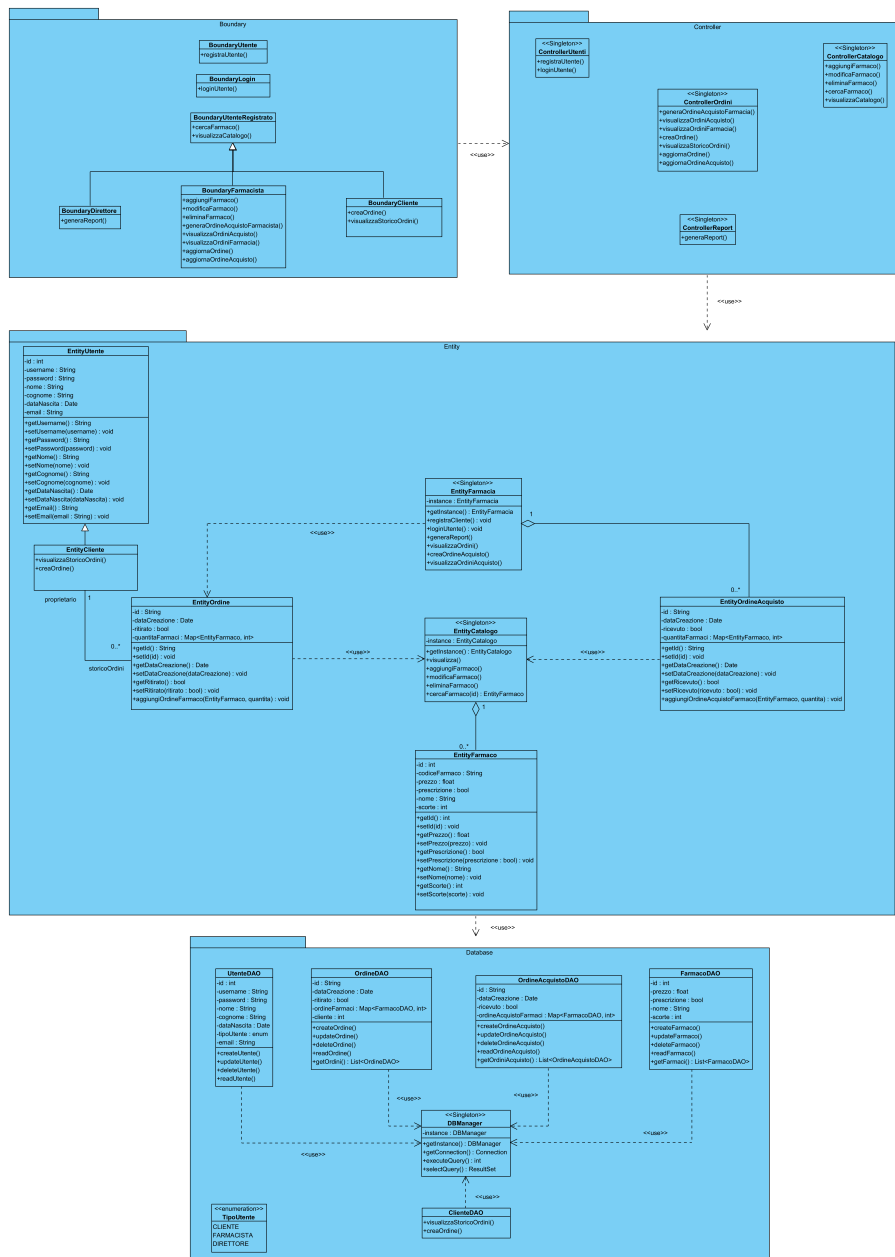 Boundary
BoundaryUtente
+registraUtente()
BoundaryLogin
+loginUtente()
BoundaryUtenteRegistrato
+cercaFarmaco()
+visualizzaCatalogo()
BoundaryDirettore
+generaReport()
BoundaryFarmacista
+aggiungiFarmaco()
+modificaFarmaco()
+eliminaFarmaco()
+generaOrdineAcquistoFarmacista()
+visualizzaOrdiniAcquisto()
+visualizzaOrdiniFarmacia()
+aggiornaOrdine()
+aggiornaOrdineAcquisto()
BoundaryCliente
+creaOrdine()
+visualizzaStoricoOrdini()
<<use>>
Controller
<<Singleton>>
ControllerUtenti
+registraUtente()
+loginUtente()
<<Singleton>>
ControllerCatalogo
+aggiungiFarmaco()
+modificaFarmaco()
+eliminaFarmaco()
+cercaFarmaco()
+visualizzaCatalogo()
<<Singleton>>
ControllerOrdini
+generaOrdineAcquistoFarmacia()
+visualizzaOrdiniAcquisto()
+visualizzaOrdiniFarmacia()
+creaOrdine()
+visualizzaStoricoOrdini()
+aggiornaOrdine()
+aggiornaOrdineAcquisto()
<<Singleton>>
ControllerReport
+generaReport()
<<use>>
Entity
EntityUtente
-id : int
-username : String
-password : String
-nome : String
-cognome : String
-dataNascita : Date
-email : String
+getUsername() : String
+setUsername(username) : void
+getPassword() : String
+setPassword(password) : void
+getNome() : String
+setNome(nome) : void
+getCognome() : String
+setCognome(cognome) : void
+getDataNascita() : Date
+setDataNascita(dataNascita) : void
+getEmail() : String
+setEmail(email : String) : void
EntityCliente
+visualizzaStoricoOrdini()
+creaOrdine()
proprietario
1
0..*
storicoOrdini
<<Singleton>>
EntityFarmacia
-instance : EntityFarmacia
+getInstance() : EntityFarmacia
+registraCliente() : void
+loginUtente() : void
+generaReport()
+visualizzaOrdini()
+creaOrdineAcquisto()
+visualizzaOrdiniAcquisto()
<<use>>
1
0..*
EntityOrdine
-id : String
-dataCreazione : Date
-ritirato : bool
-quantitaFarmaci : Map<EntityFarmaco, int>
+getId() : String
+setId(id) : void
+getDataCreazione() : Date
+setDataCreazione(dataCreazione) : void
+getRitirato() : bool
+setRitirato(ritirato : bool) : void
+aggiungiOrdineFarmaco(EntityFarmaco, quantita) : void
<<use>>
<<Singleton>>
EntityCatalogo
-instance : EntityCatalogo
+getInstance() : EntityCatalogo
+visualizza()
+aggiungiFarmaco()
+modificaFarmaco()
+eliminaFarmaco()
+cercaFarmaco(id) : EntityFarmaco
<<use>>
EntityOrdineAcquisto
-id : String
-dataCreazione : Date
-ricevuto : bool
-quantitaFarmaci : Map<EntityFarmaco, int>
+getId() : String
+setId(id) : void
+getDataCreazione() : Date
+setDataCreazione(dataCreazione) : void
+getRicevuto() : bool
+setRicevuto(ricevuto : bool) : void
+aggiungiOrdineAcquistoFarmaco(EntityFarmaco, quantita) : void
1
0..*
EntityFarmaco
-id : int
-codiceFarmaco : String
-prezzo : float
-prescrizione : bool
-nome : String
-scorte : int
+getId() : int
+setId(id) : void
+getPrezzo() : float
+setPrezzo(prezzo) : void
+getPrescrizione() : bool
+setPrescrizione(prescrizione : bool) : void
+getNome() : String
+setNome(nome) : void
+getScorte() : int
+setScorte(scorte) : void
<<use>>
Database
UtenteDAO
-id : int
-username : String
-password : String
-nome : String
-cognome : String
-dataNascita : Date
-tipoUtente : enum
-email : String
+createUtente()
+updateUtente()
+deleteUtente()
+readUtente()
OrdineDAO
-id : String
-dataCreazione : Date
-ritirato : bool
-ordineFarmaci : Map<FarmacoDAO, int>
-cliente : int
+createOrdine()
+updateOrdine()
+deleteOrdine()
+readOrdine()
+getOrdini() : List<OrdineDAO>
OrdineAcquistoDAO
-id : String
-dataCreazione : Date
-ricevuto : bool
-ordineAcquistoFarmaci : Map<FarmacoDAO, int>
+createOrdineAcquisto()
+updateOrdineAcquisto()
+deleteOrdineAcquisto()
+readOrdineAcquisto()
+getOrdiniAcquisto() : List<OrdineAcquistoDAO>
FarmacoDAO
-id : int
-prezzo : float
-prescrizione : bool
-nome : String
-scorte : int
+createFarmaco()
+updateFarmaco()
+deleteFarmaco()
+readFarmaco()
+getFarmaci() : List<FarmacoDAO>
<<use>>
<<use>>
<<use>>
<<use>>
<<Singleton>>
DBManager
-instance : DBManager
+getInstance() : DBManager
+getConnection() : Connection
+executeQuery() : int
+selectQuery() : ResultSet
<<use>>
ClienteDAO
+visualizzaStoricoOrdini()
+creaOrdine()
<<enumeration>>
TipoUtente
CLIENTE
FARMACISTA
DIRETTORE